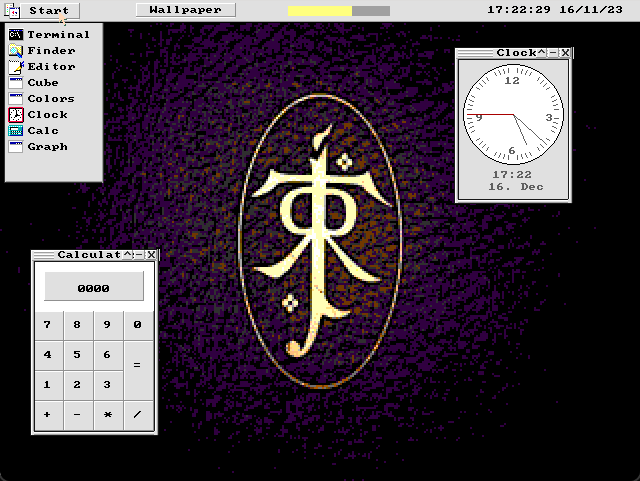 Start Wallpaper 17:22:29 16/11/23
Terminal
Finder
Editor
Cube
Colors
Clock
Calc
Graph
Clock
12
9 3
6
17:22
16. Dec
Calculat
0000
7 8 9 0
4 5 6
=
1 2 3
+ - * /